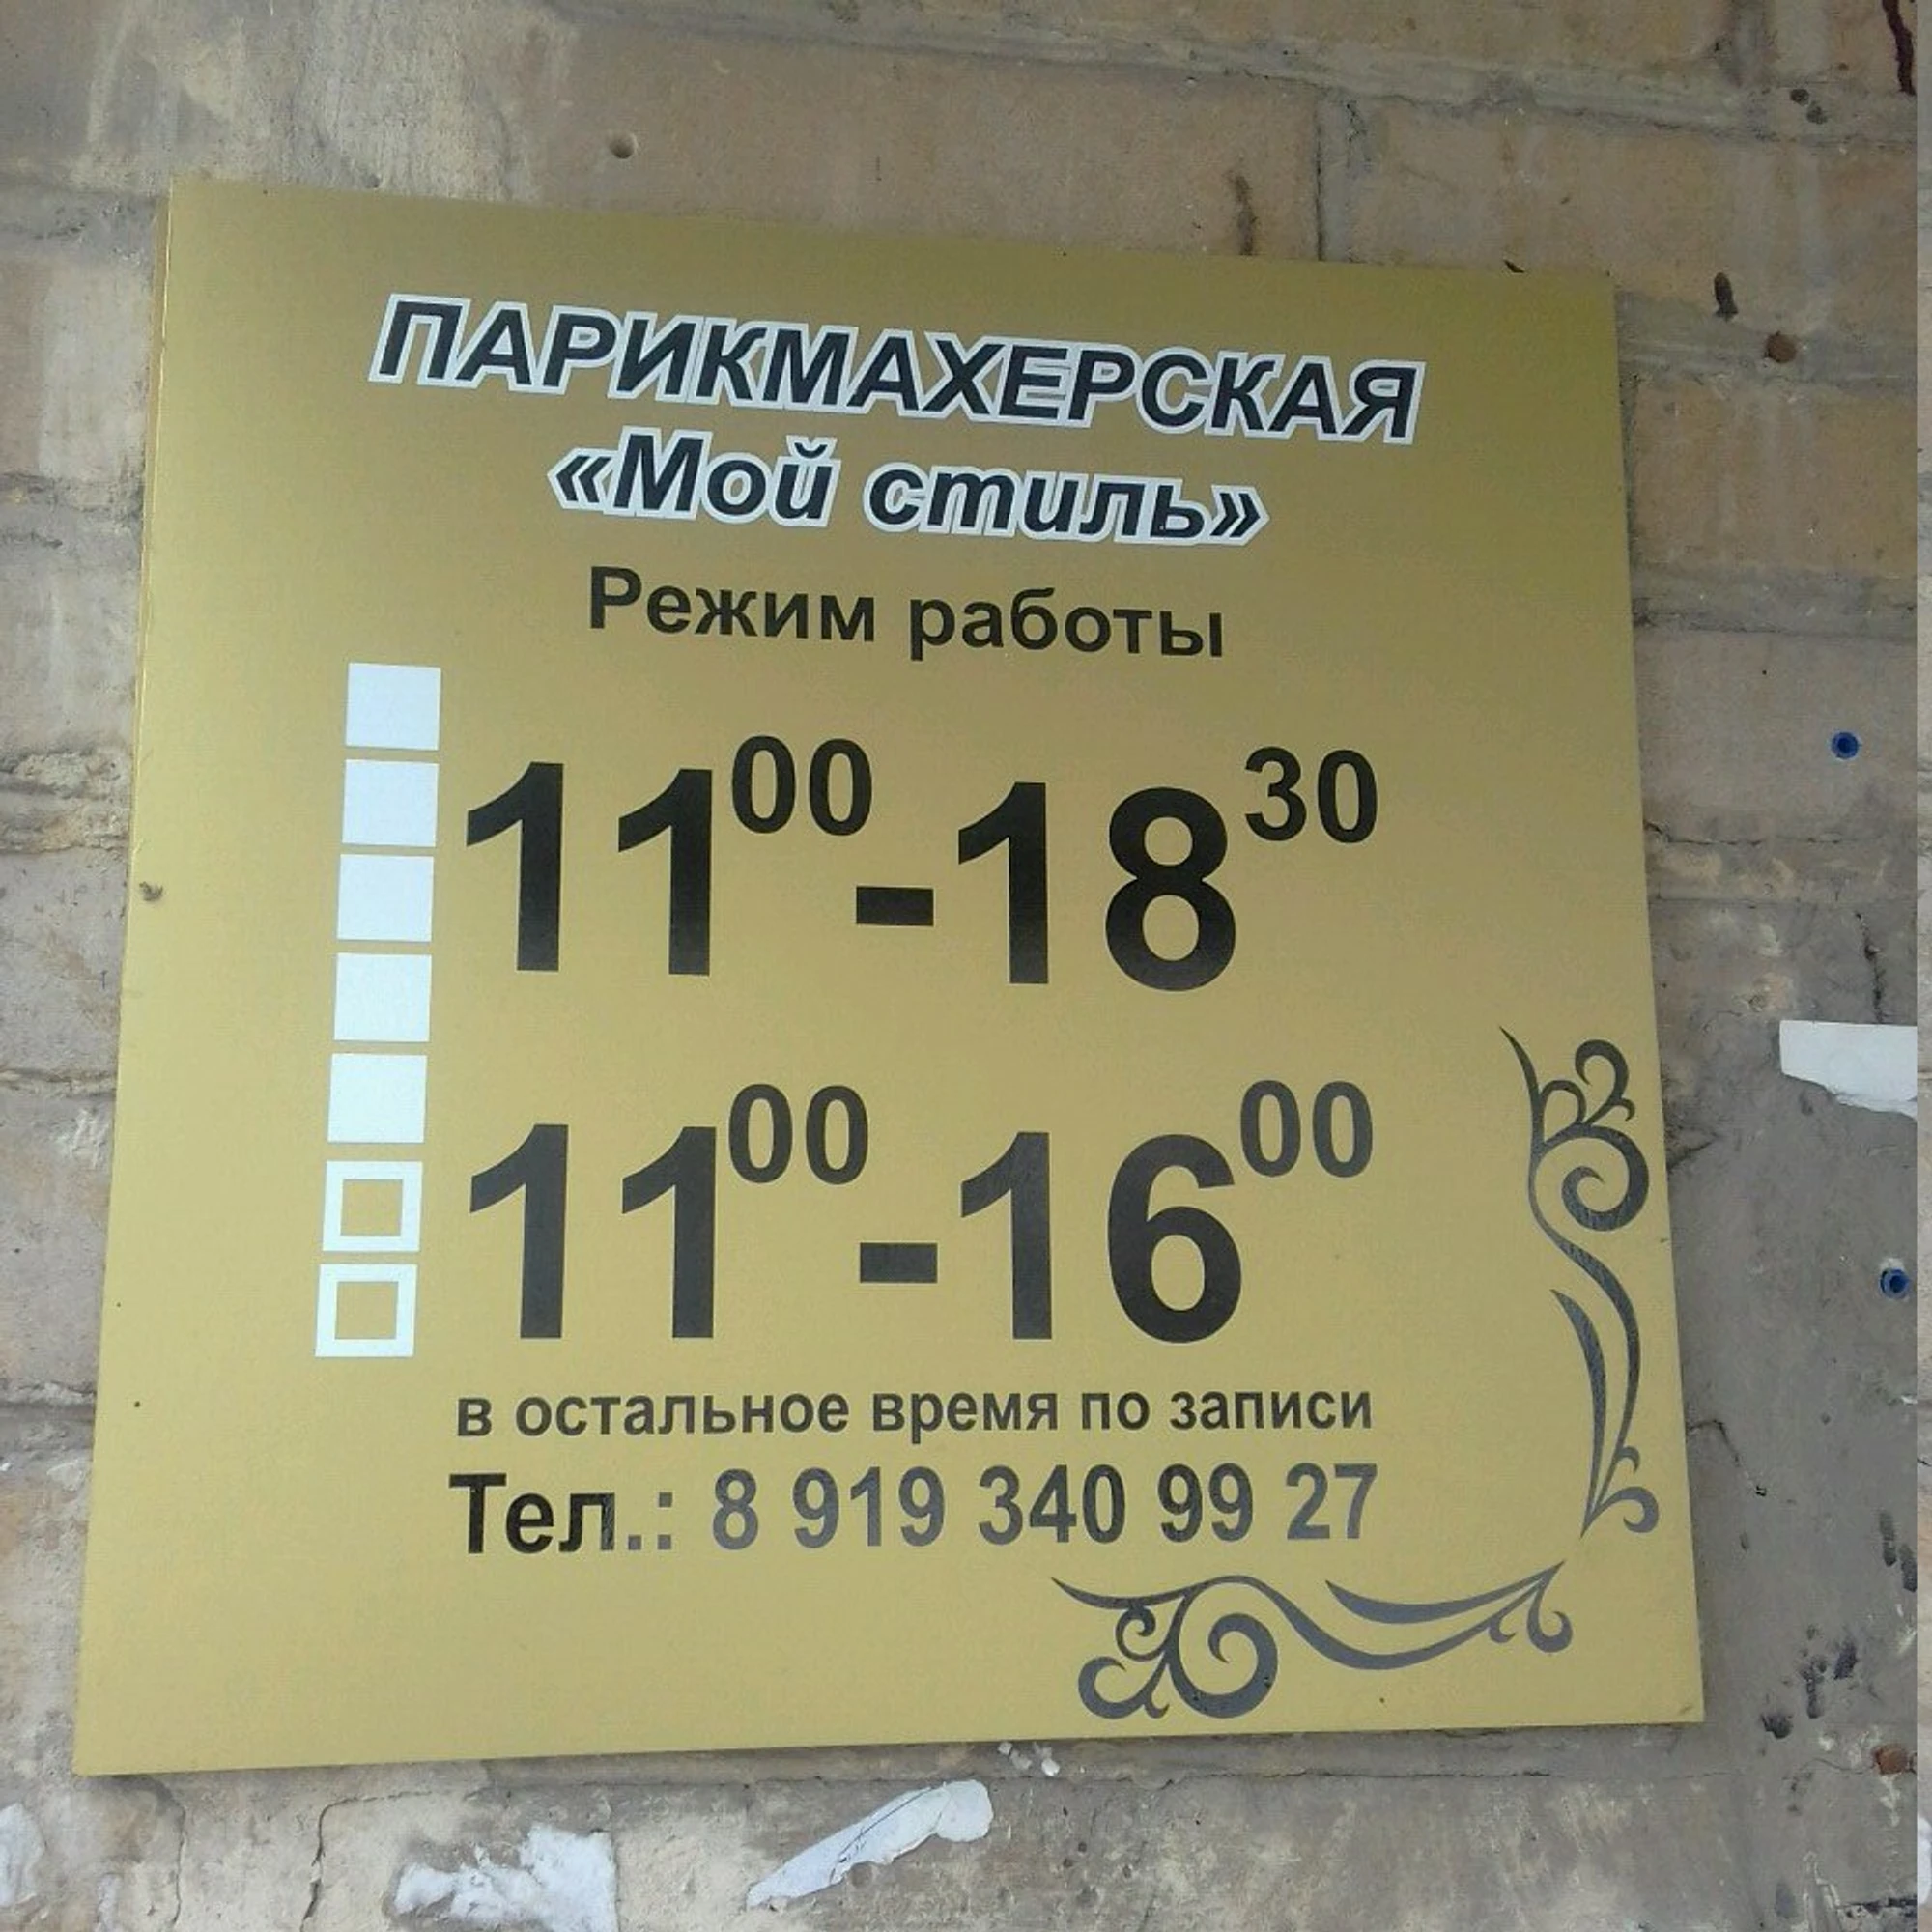 ПАРИКМАХЕРСКАЯ
«Мой стиль»
Режим работы
11⁰⁰-18³⁰
11⁰⁰-16⁰⁰
в остальное время по записи
Тел.: 8 919 340 99 27